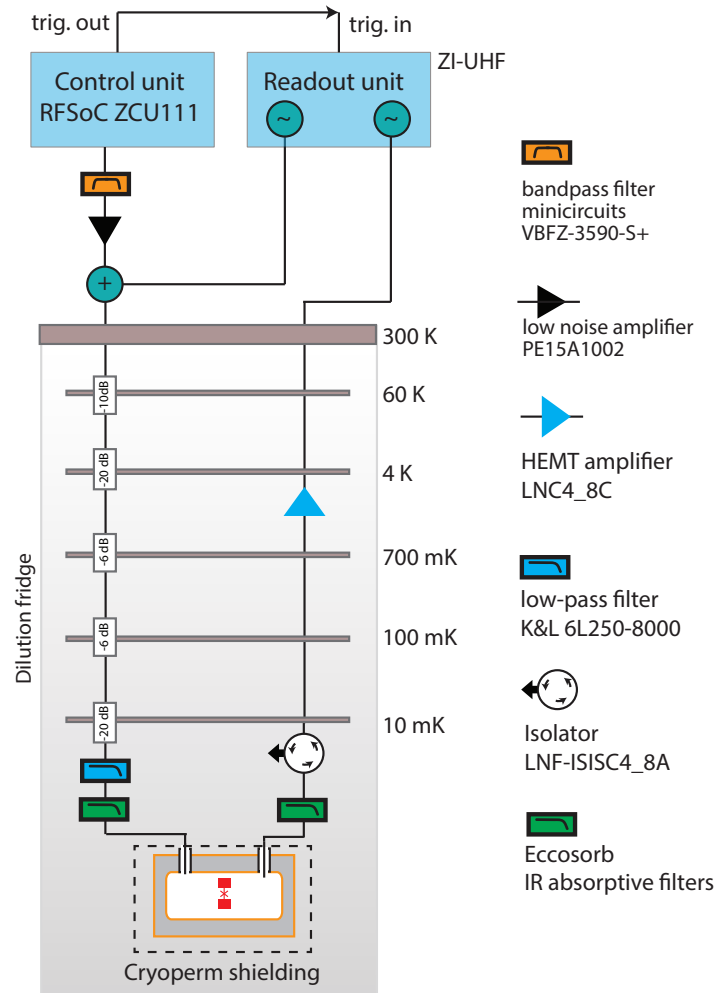 trig. out
trig. in
ZI-UHF
Control unit
RFSoC ZCU111
Readout unit
~
~
+
bandpass filter
minicircuits
VBFZ-3590-S+
low noise amplifier
PE15A1002
HEMT amplifier
LNC4_8C
low-pass filter
K&L 6L250-8000
Isolator
LNF-ISISC4_8A
Eccosorb
IR absorptive filters
300 K
-10dB
60 K
-20 dB
4 K
-6 dB
700 mK
-6 dB
100 mK
-20 dB
10 mK
Dilution fridge
Cryoperm shielding